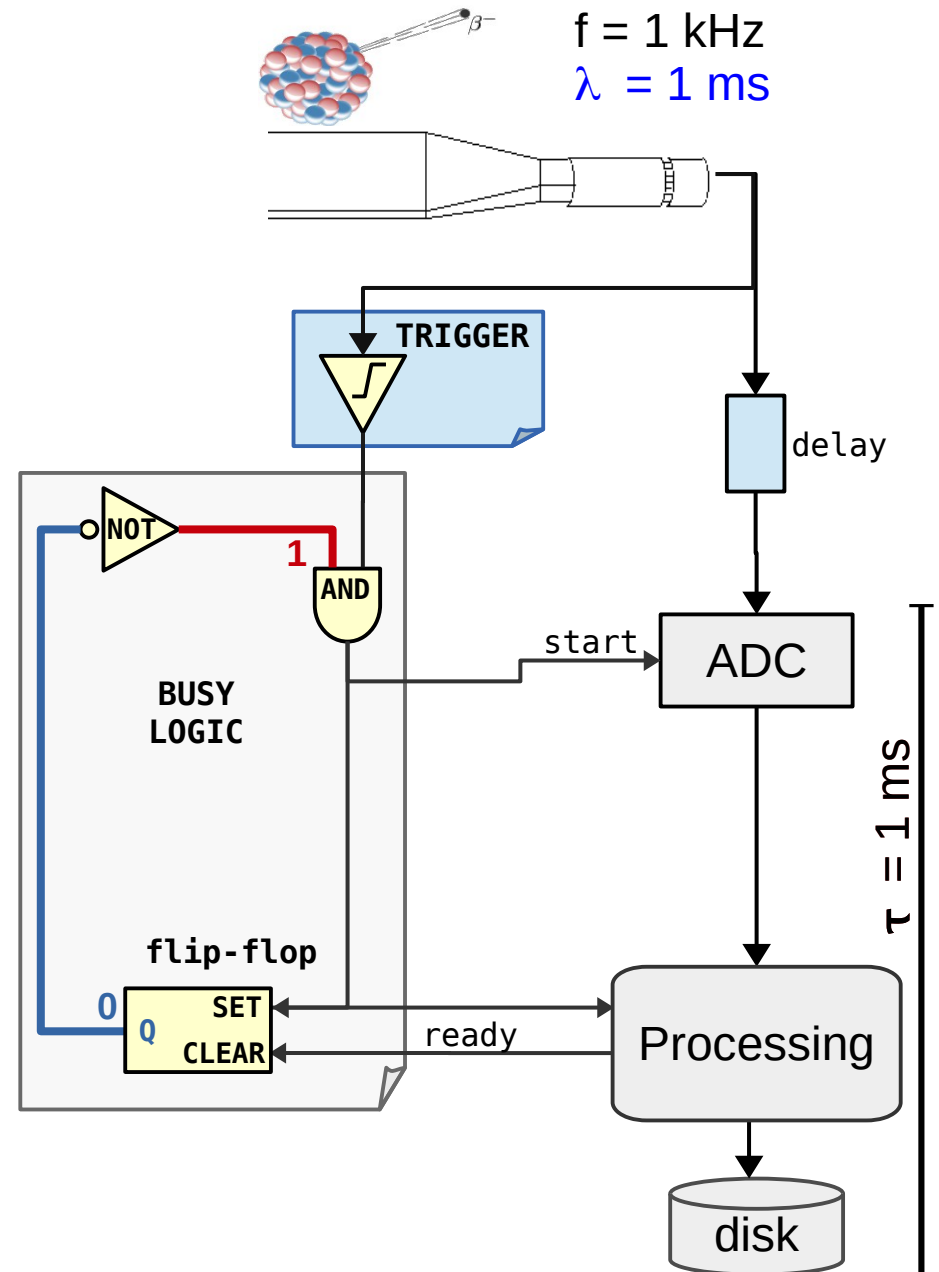 β⁻
f = 1 kHz
λ = 1 ms
TRIGGER
delay
NOT
1
AND
start
ADC
BUSY
LOGIC
τ = 1 ms
flip-flop
0
SET
Q
CLEAR
ready
Processing
disk